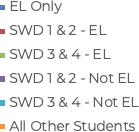 EL Only
SWD 1 & 2 - EL
SWD 3 & 4 - EL
SWD 1 & 2 - Not EL
SWD 3 & 4 - Not EL
All Other Students